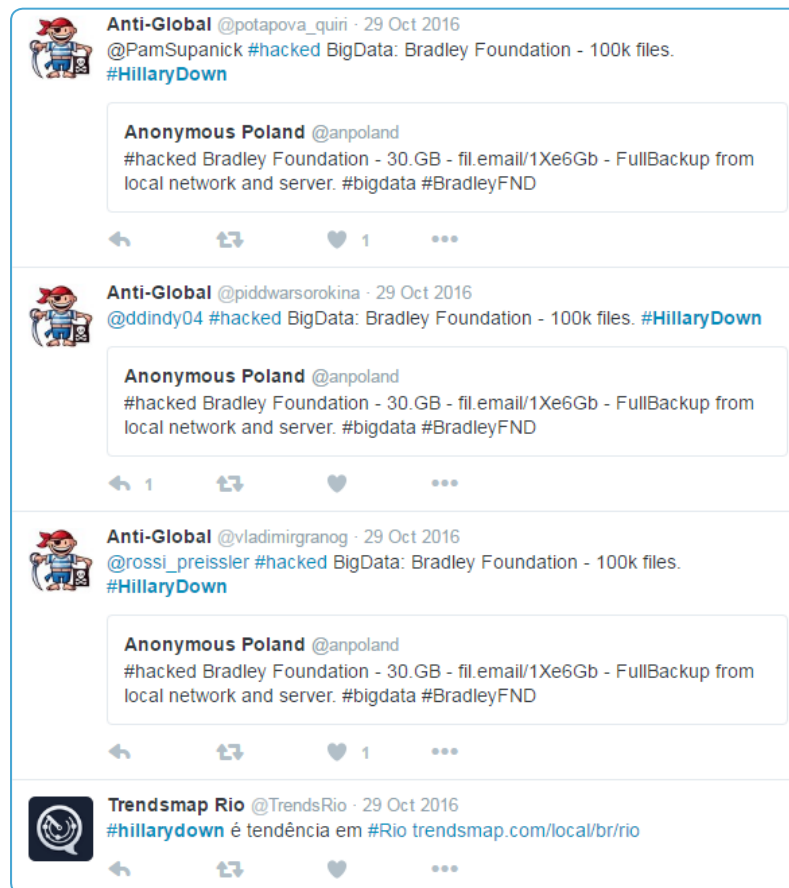 Anti-Global @potapova_quiri · 29 Oct 2016
@PamSupanick #hacked BigData: Bradley Foundation - 100k files.
#HillaryDown
Anonymous Poland @anpoland
#hacked Bradley Foundation - 30.GB - fil.email/1Xe6Gb - FullBackup from
local network and server. #bigdata #BradleyFND
1
Anti-Global @piddwarsorokina · 29 Oct 2016
@ddindy04 #hacked BigData: Bradley Foundation - 100k files. #HillaryDown
Anonymous Poland @anpoland
#hacked Bradley Foundation - 30.GB - fil.email/1Xe6Gb - FullBackup from
local network and server. #bigdata #BradleyFND
1
Anti-Global @vladimirgranog · 29 Oct 2016
@rossi_preissler #hacked BigData: Bradley Foundation - 100k files.
#HillaryDown
Anonymous Poland @anpoland
#hacked Bradley Foundation - 30.GB - fil.email/1Xe6Gb - FullBackup from
local network and server. #bigdata #BradleyFND
1
Trendsmap Rio @TrendsRio · 29 Oct 2016
#hillarydown é tendência em #Rio trendsmap.com/local/br/rio